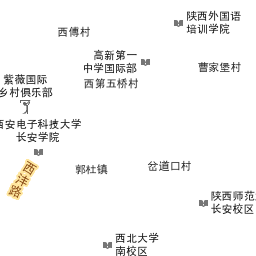 陕西外国语
培训学院
西傅村
高新第一
中学国际部
曹家堡村
紫薇国际
乡村俱乐部
西第五桥村
西安电子科技大学
长安学院
西沣路
郭杜镇
岔道口村
陕西师范
长安校区
西北大学
南校区